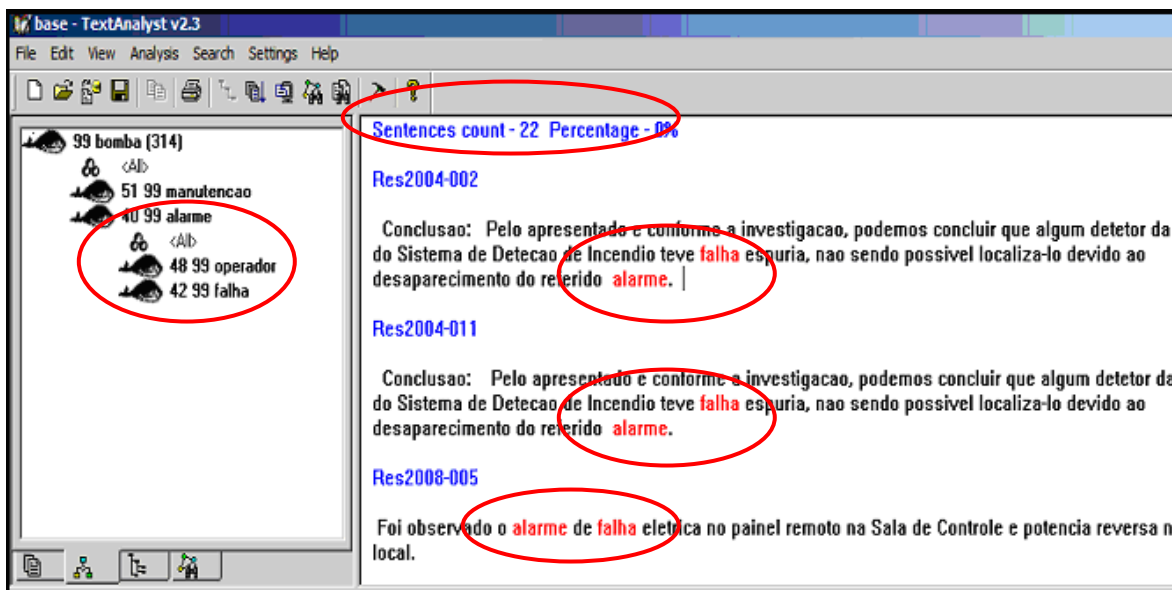 base - TextAnalyst v2.3
File Edit View Analysis Search Settings Help
99 bomba (314)
<All>
51 99 manutencao
40 99 alarme
<All>
48 99 operador
42 99 falha
Sentences count - 22 Percentage - 0%
Res2004-002
Conclusao: Pelo apresentado e conforme a investigacao, podemos concluir que algum detetor da
do Sistema de Detecao de Incendio teve falha espuria, nao sendo possivel localiza-lo devido ao
desaparecimento do referido alarme.
Res2004-011
Conclusao: Pelo apresentado e conforme a investigacao, podemos concluir que algum detetor da
do Sistema de Detecao de Incendio teve falha espuria, nao sendo possivel localiza-lo devido ao
desaparecimento do referido alarme.
Res2008-005
Foi observado o alarme de falha eletrica no painel remoto na Sala de Controle e potencia reversa n
local.